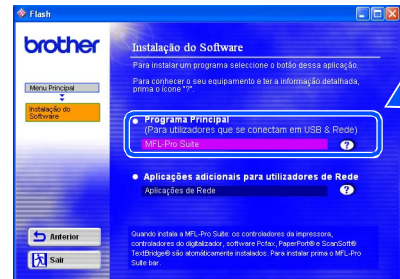 Flash
brother
Instalação do Software
Para instalar um programa seleccione o botão dessa aplicação.
Para conhecer o seu equipamento e ter a informação detalhada,
prima o ícone "?".
Menu Principal
Instalação do
Software
Programa Principal
(Para utilizadores que se conectam em USB & Rede)
MFL-Pro Suite
?
Aplicações adicionais para utilizadores de Rede
Aplicações de Rede
?
Anterior
Sair
Quando instala a MFL-Pro Suite: os controladores da impressora,
controladores do digitalizador, software Pcfax, PaperPort® e ScanSoft®
TextBridge® são atomáticamente instalados. Para instalar prima o MFL-Pro
Suite bar.